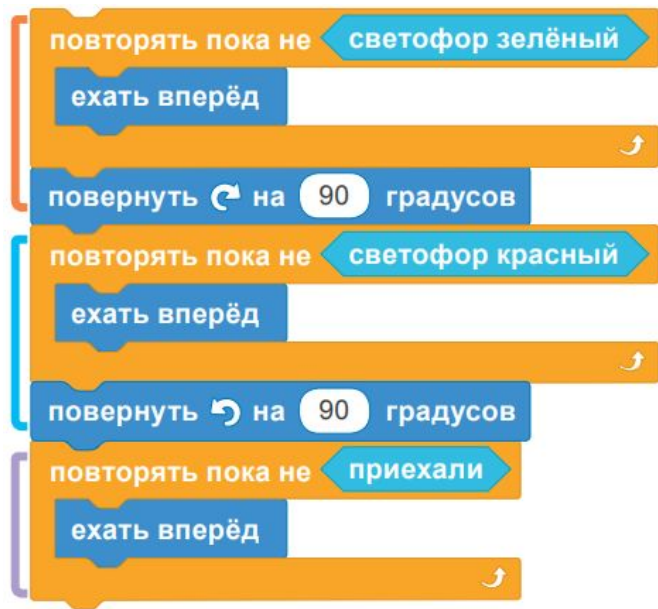 повторять пока не светофор зелёный
ехать вперёд
повернуть на 90 градусов
повторять пока не светофор красный
ехать вперёд
повернуть на 90 градусов
повторять пока не приехали
ехать вперёд